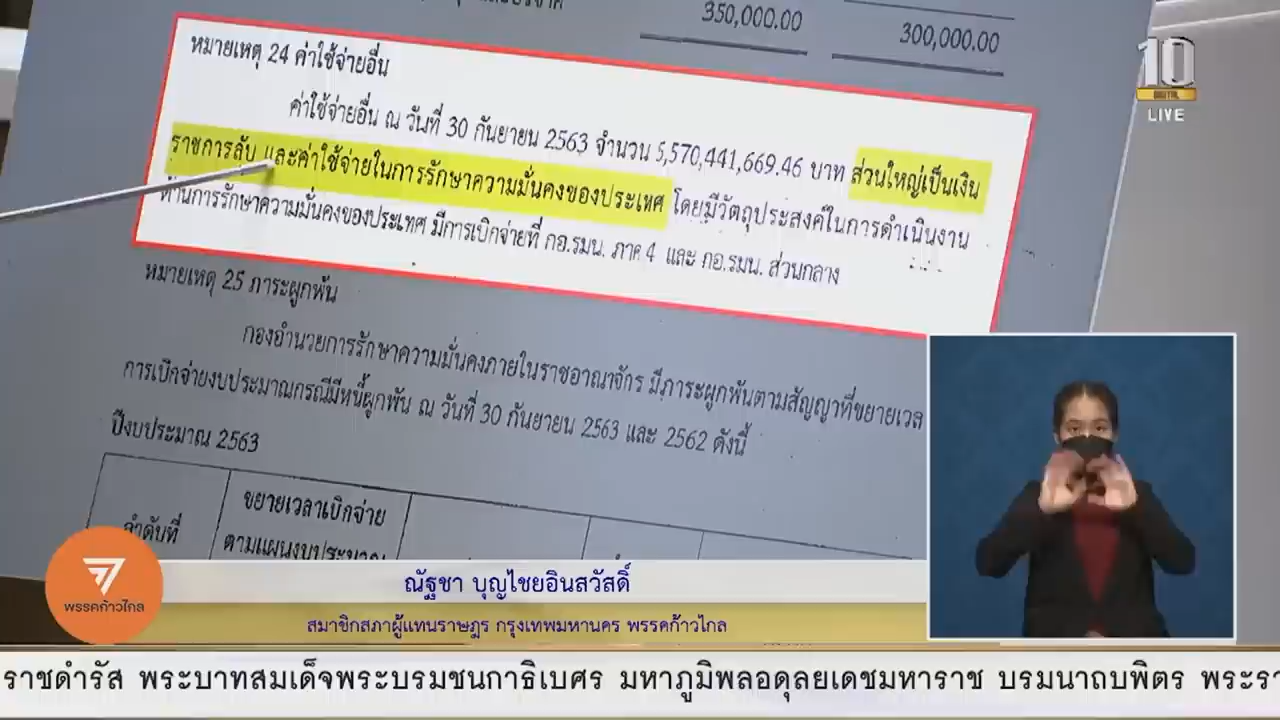 350,000.00
300,000.00
หมายเหตุ 24 ค่าใช้จ่ายอื่น
ค่าใช้จ่ายอื่น ณ วันที่ 30 กันยายน 2563 จำนวน 5,570,441,669.46 บาท ส่วนใหญ่เป็นเงิน
ราชการลับ และค่าใช้จ่ายในการรักษาความมั่นคงของประเทศ โดยมีวัตถุประสงค์ในการดำเนินงาน
ด้านการรักษาความมั่นคงของประเทศ มีการเบิกจ่ายที่ กอ.รมน. ภาค 4 และ กอ.รมน. ส่วนกลาง
หมายเหตุ 25 ภาระผูกพัน
กองอำนวยการรักษาความมั่นคงภายในราชอาณาจักร มีภาระผูกพันตามสัญญาที่ขยายเวล
การเบิกจ่ายงบประมาณกรณีมีหนี้ผูกพัน ณ วันที่ 30 กันยายน 2563 และ 2562 ดังนี้
ปีงบประมาณ 2563
ลำดับที่
ขยายเวลาเบิกจ่าย
ตามแผนงบประมาณ
10
DIGITAL
LIVE
พรรคก้าวไกล
ณัฐชา บุญไชยอินสวัสดิ์
สมาชิกสภาผู้แทนราษฎร กรุงเทพมหานคร พรรคก้าวไกล
ราชดำรัส พระบาทสมเด็จพระบรมชนกาธิเบศร มหาภูมิพลอดุลยเดชมหาราช บรมนาถบพิตร พระรา